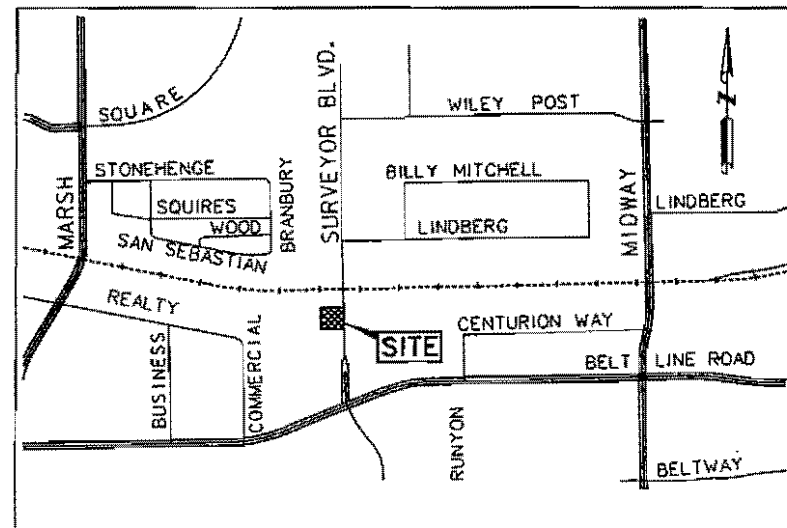 SQUARE
SURVEYOR BLVD.
WILEY POST
N
STONEHENGE
BILLY MITCHELL
MARSH
SQUIRES
BRANBURY
WOOD
LINDBERG
MIDWAY
LINDBERG
SAN SEBASTIAN
REALTY
CENTURION WAY
SITE
BELT LINE ROAD
BUSINESS
COMMERCIAL
RUNYON
BELTWAY